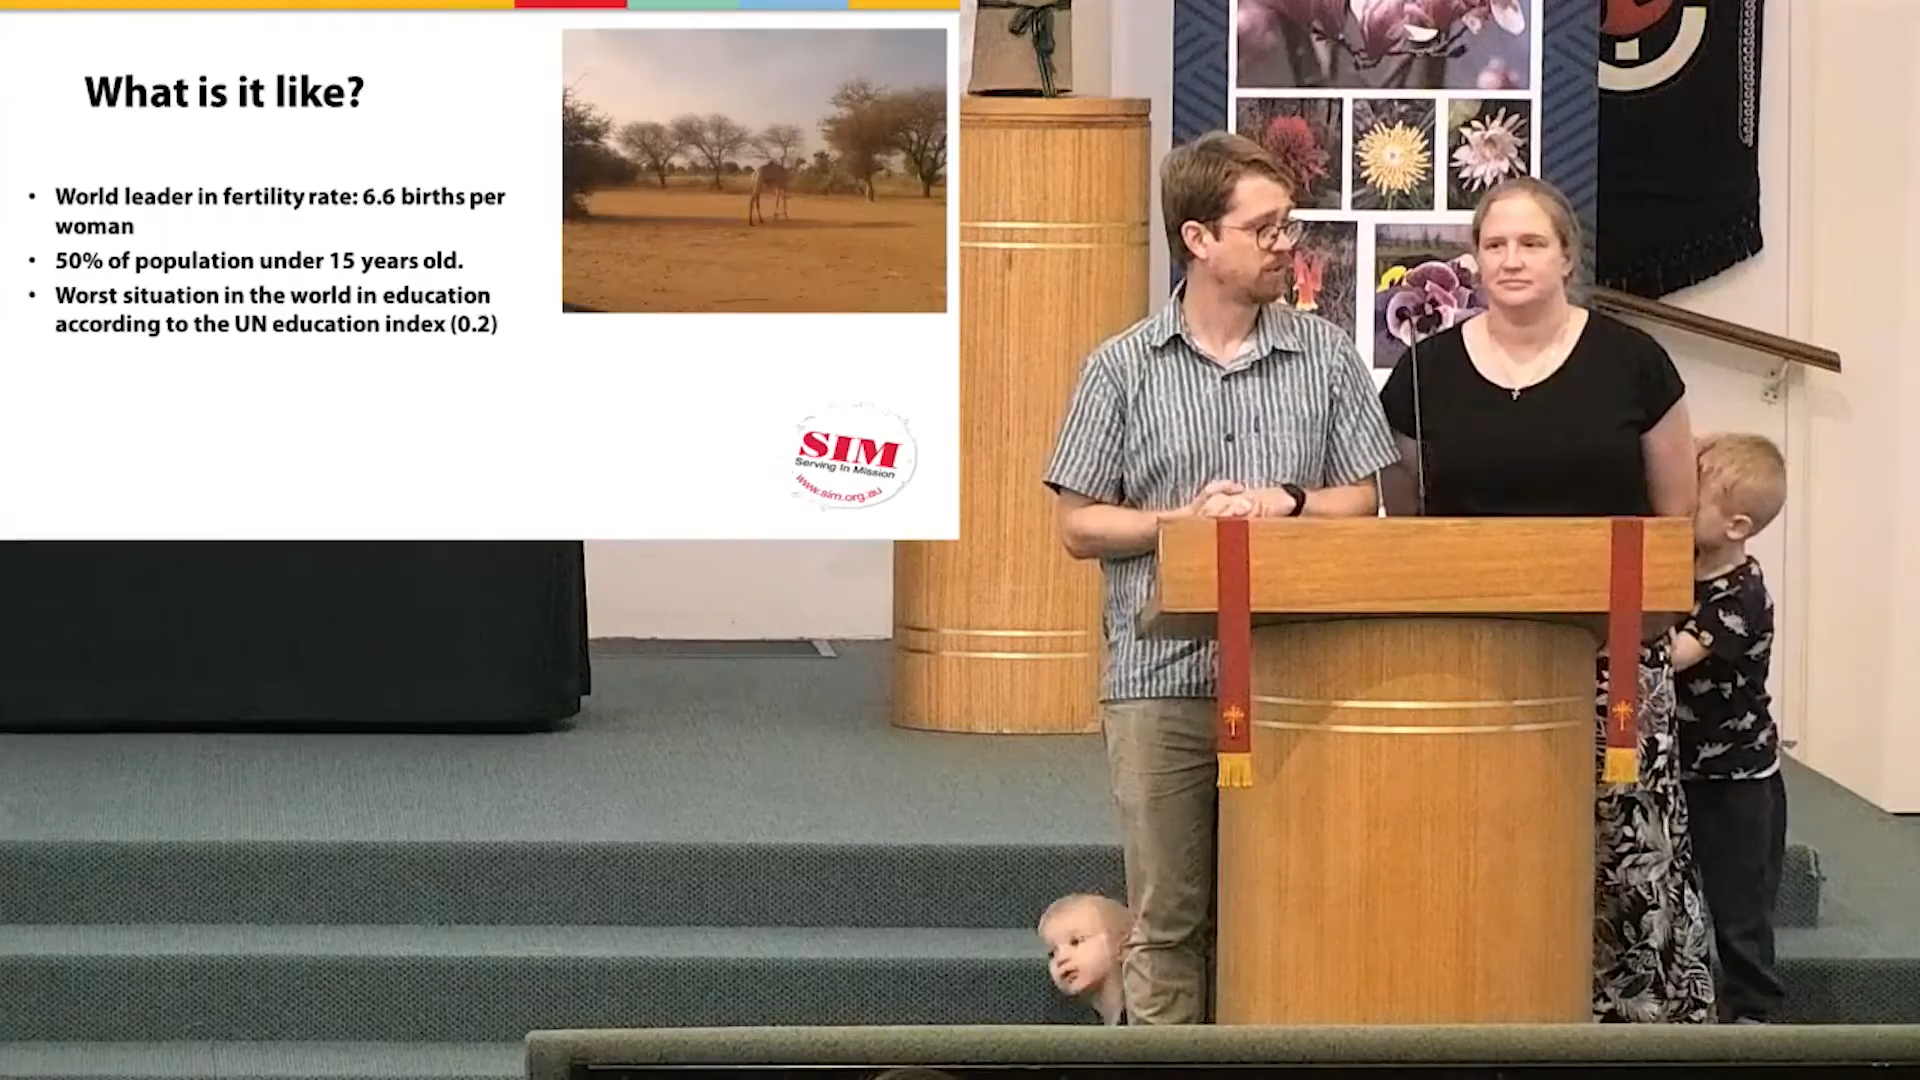 What is it like?
• World leader in fertility rate: 6.6 births per
woman
• 50% of population under 15 years old.
• Worst situation in the world in education
according to the UN education index (0.2)
SIM
Serving In Mission
www.sim.org.au